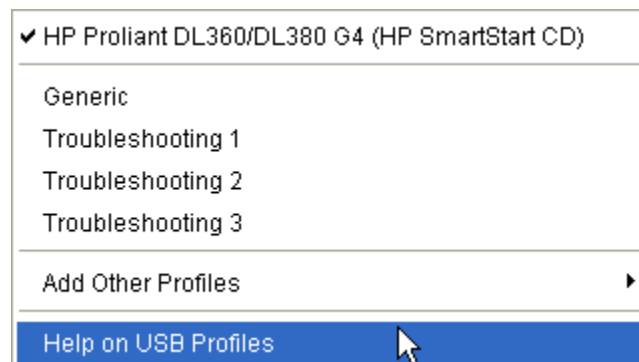 HP Proliant DL360/DL380 G4 (HP SmartStart CD)
Generic
Troubleshooting 1
Troubleshooting 2
Troubleshooting 3
Add Other Profiles
Help on USB Profiles